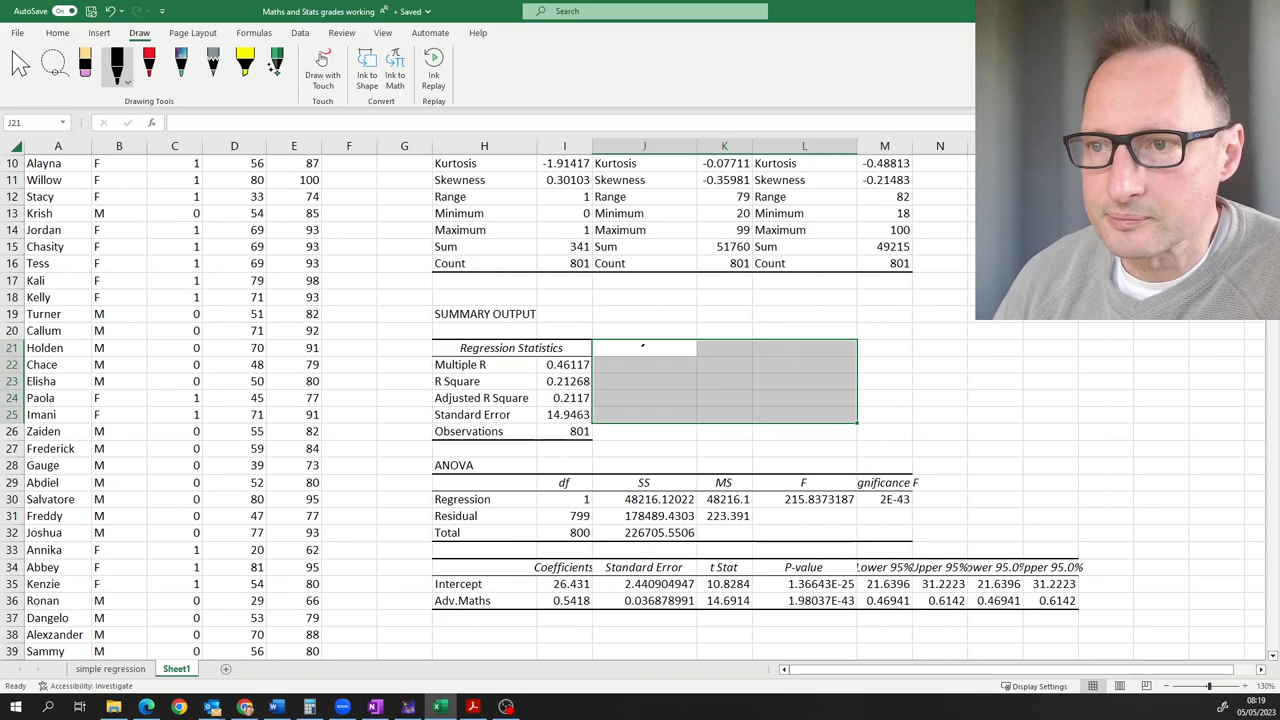 AutoSave On Maths and Stats grades working • Saved Search
File Home Insert Draw Page Layout Formulas Data Review View Automate Help
Draw with Touch Ink to Shape Ink to Math Ink Replay
Drawing Tools Touch Convert Replay
J21 fx
A B C D E F G H I J K L M N O
10 Alayna F 1 56 87 Kurtosis -1.91417 Kurtosis -0.07711 Kurtosis -0.48813
11 Willow F 1 80 100 Skewness 0.30103 Skewness -0.35981 Skewness -0.21483
12 Stacy F 1 33 74 Range 1 Range 79 Range 82
13 Krish M 0 54 85 Minimum 0 Minimum 20 Minimum 18
14 Jordan F 1 69 93 Maximum 1 Maximum 99 Maximum 100
15 Chasity F 1 69 93 Sum 341 Sum 51760 Sum 49215
16 Tess F 1 69 93 Count 801 Count 801 Count 801
17 Kali F 1 79 98
18 Kelly F 1 71 93
19 Turner M 0 51 82 SUMMARY OUTPUT
20 Callum M 0 71 92
21 Holden M 0 70 91 Regression Statistics
22 Chace M 0 48 79 Multiple R 0.46117
23 Elisha M 0 50 80 R Square 0.21268
24 Paola F 1 45 77 Adjusted R Square 0.2117
25 Imani F 1 71 91 Standard Error 14.9463
26 Zaiden M 0 55 82 Observations 801
27 Frederick M 0 59 84
28 Gauge M 0 39 73 ANOVA
29 Abdiel M 0 52 80 df SS MS F gnificance F
30 Salvatore M 0 80 95 Regression 1 48216.12022 48216.1 215.8373187 2E-43
31 Freddy M 0 47 77 Residual 799 178489.4303 223.391
32 Joshua M 0 77 93 Total 800 226705.5506
33 Annika F 1 20 62
34 Abbey F 1 81 95 Coefficients Standard Error t Stat P-value Lower 95% Upper 95% ower 95.0% pper 95.0%
35 Kenzie F 1 54 80 Intercept 26.431 2.440904947 10.8284 1.36643E-25 21.6396 31.2223 21.6396 31.2223
36 Ronan M 0 29 66 Adv.Maths 0.5418 0.036878991 14.6914 1.98037E-43 0.46941 0.6142 0.46941 0.6142
37 Dangelo M 0 53 79
38 Alexzander M 0 70 88
39 Sammy M 0 56 80
simple regression Sheet1
Ready Accessibility: Investigate Display Settings 130%
08:19
05/05/2023